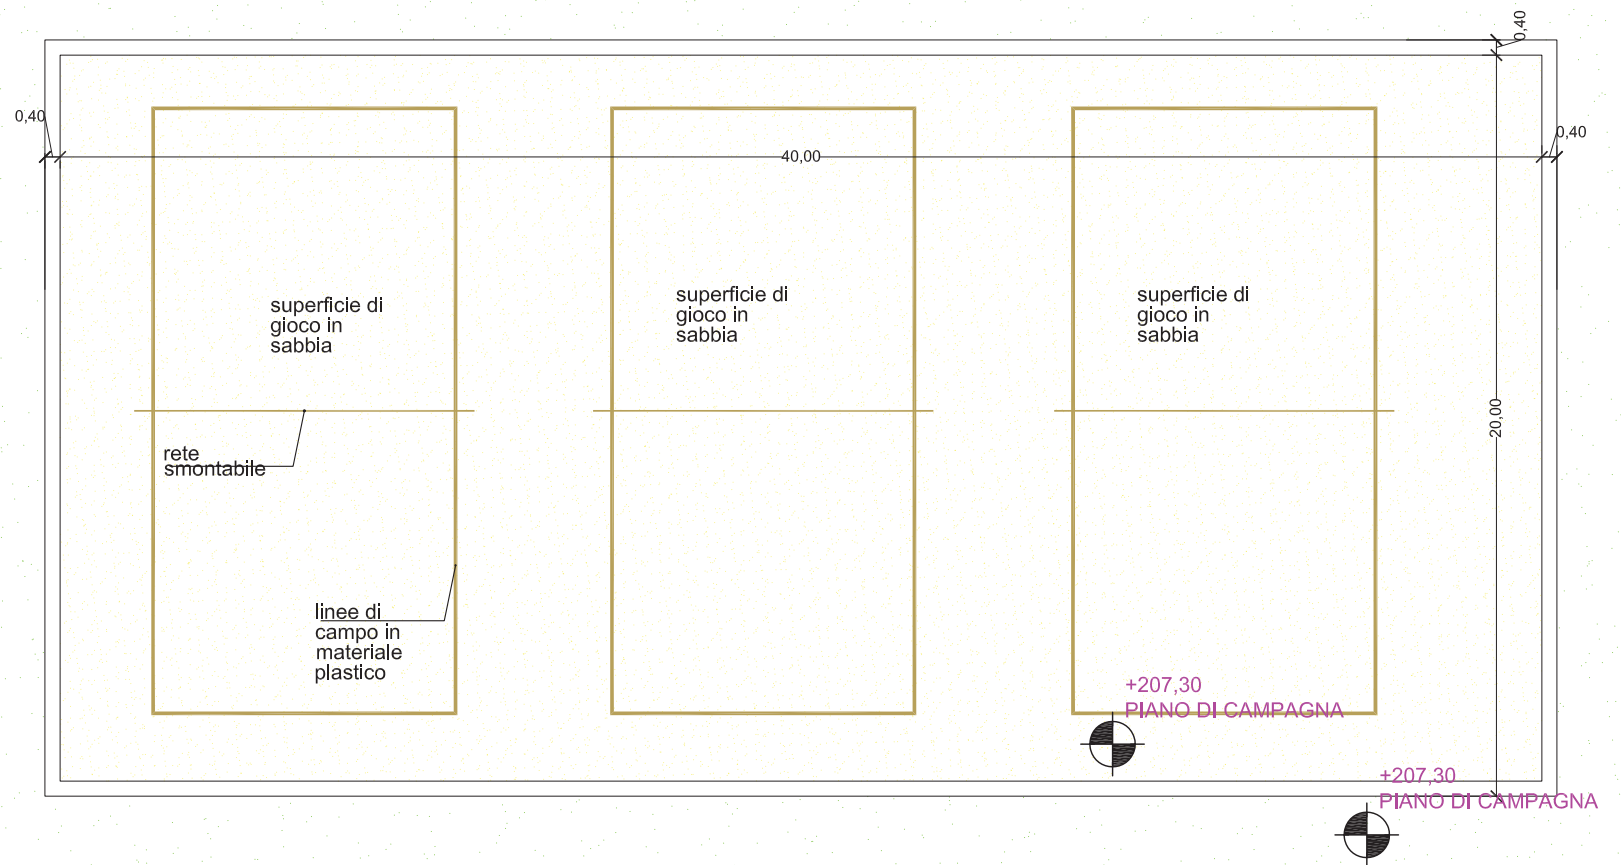 0,40
0,40
0,40
40,00
superficie di
gioco in
sabbia
superficie di
gioco in
sabbia
superficie di
gioco in
sabbia
20,00
rete
smontabile
linee di
campo in
materiale
plastico
+207,30
PIANO DI CAMPAGNA
+207,30
PIANO DI CAMPAGNA